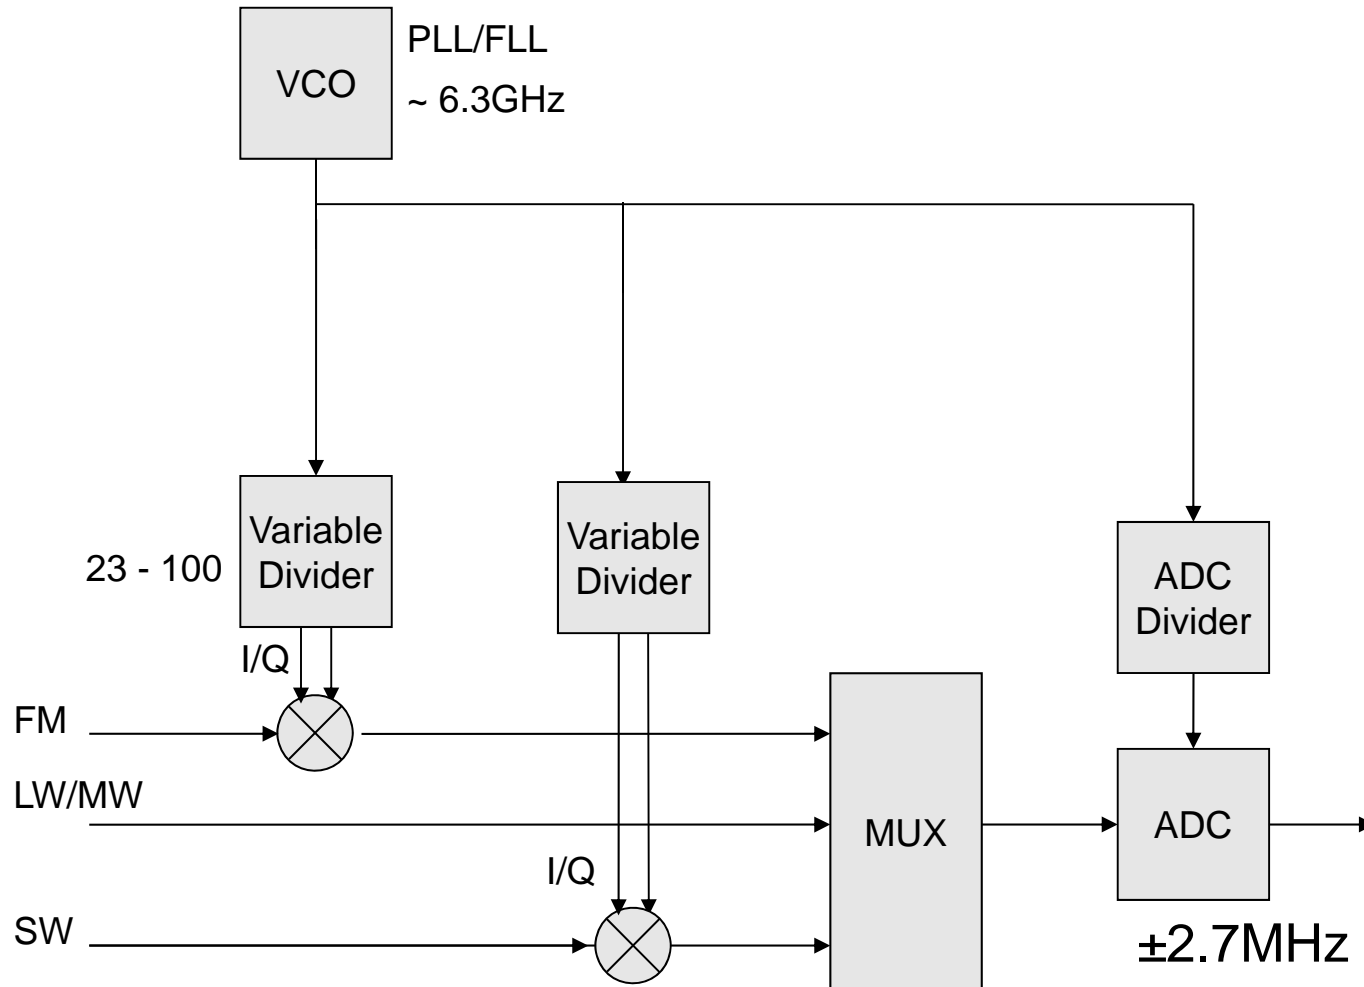 VCO
PLL/FLL
~ 6.3GHz
Variable
Divider
23 - 100
Variable
Divider
ADC
Divider
I/Q
FM
LW/MW
MUX
ADC
I/Q
SW
±2.7MHz